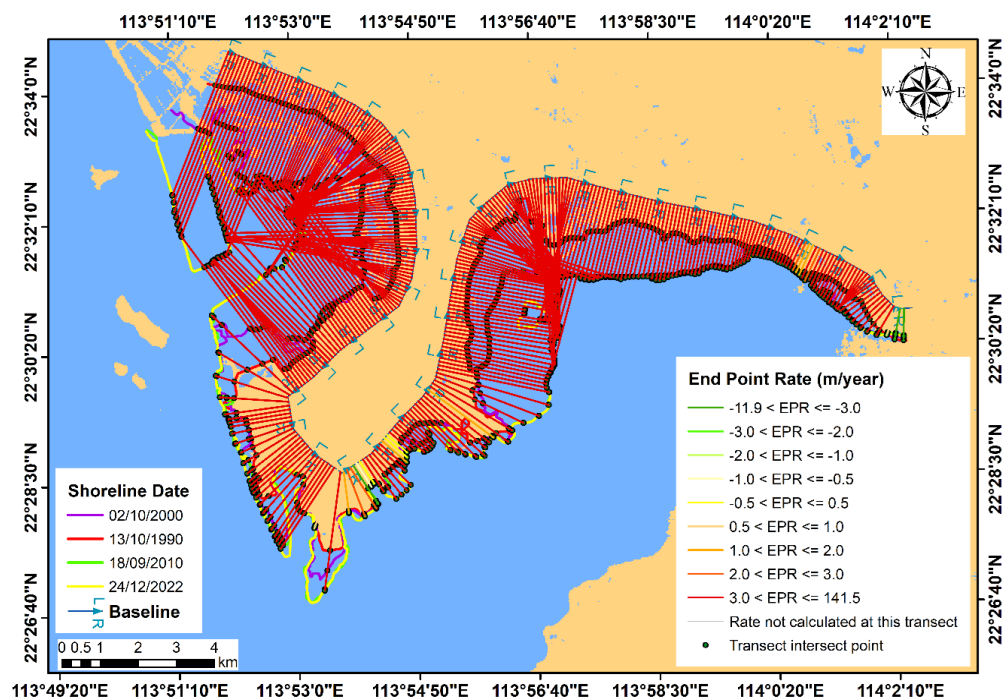 113°51'10"E 113°53'0"E 113°54'50"E 113°56'40"E 113°58'30"E 114°0'20"E 114°2'10"E
N
W E
S
22°34'0"N
22°32'10"N
22°30'20"N
22°28'30"N
22°26'40"N
22°34'0"N
22°32'10"N
22°30'20"N
22°28'30"N
22°26'40"N
Shoreline Date
02/10/2000
13/10/1990
18/09/2010
24/12/2022
L
Baseline
R
0 0.5 1 2 3 4
km
End Point Rate (m/year)
-11.9 < EPR <= -3.0
-3.0 < EPR <= -2.0
-2.0 < EPR <= -1.0
-1.0 < EPR <= -0.5
-0.5 < EPR <= 0.5
0.5 < EPR <= 1.0
1.0 < EPR <= 2.0
2.0 < EPR <= 3.0
3.0 < EPR <= 141.5
Rate not calculated at this transect
Transect intersect point
113°49'20"E 113°51'10"E 113°53'0"E 113°54'50"E 113°56'40"E 113°58'30"E 114°0'20"E 114°2'10"E